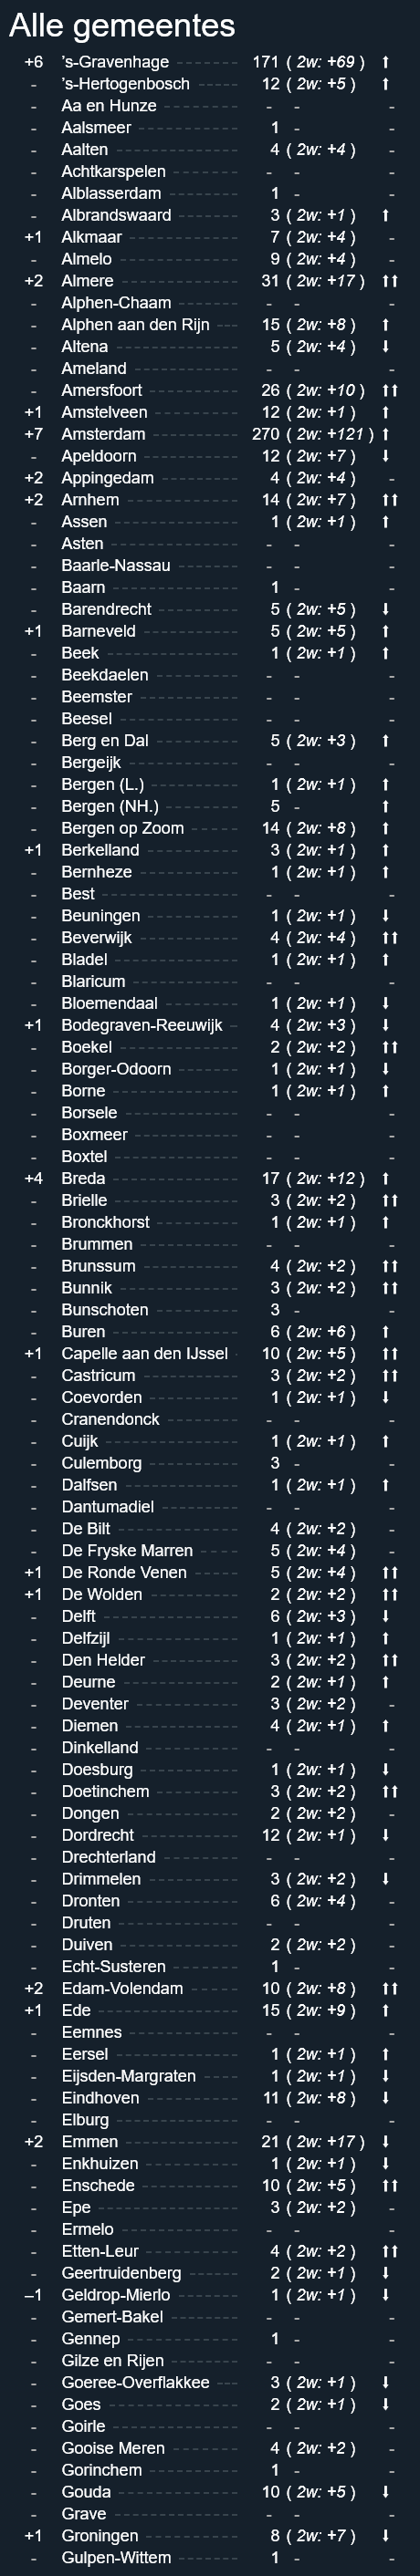 Alle gemeentes
+6 's-Gravenhage 171 ( 2w: +69 ) ⬆
- 's-Hertogenbosch 12 ( 2w: +5 ) ⬆
- Aa en Hunze - - -
- Aalsmeer 1 - -
- Aalten 4 ( 2w: +4 ) -
- Achtkarspelen - - -
- Alblasserdam 1 - -
- Albrandswaard 3 ( 2w: +1 ) ⬆
+1 Alkmaar 7 ( 2w: +4 ) -
- Almelo 9 ( 2w: +4 ) -
+2 Almere 31 ( 2w: +17 ) ⬆⬆
- Alphen-Chaam - - -
- Alphen aan den Rijn 15 ( 2w: +8 ) ⬆
- Altena 5 ( 2w: +4 ) ⬇
- Ameland - - -
- Amersfoort 26 ( 2w: +10 ) ⬆⬆
+1 Amstelveen 12 ( 2w: +1 ) ⬆
+7 Amsterdam 270 ( 2w: +121 ) ⬆
- Apeldoorn 12 ( 2w: +7 ) ⬇
+2 Appingedam 4 ( 2w: +4 ) -
+2 Arnhem 14 ( 2w: +7 ) ⬆⬆
- Assen 1 ( 2w: +1 ) ⬆
- Asten - - -
- Baarle-Nassau - - -
- Baarn 1 - -
- Barendrecht 5 ( 2w: +5 ) ⬇
+1 Barneveld 5 ( 2w: +5 ) ⬆
- Beek 1 ( 2w: +1 ) ⬆
- Beekdaelen - - -
- Beemster - - -
- Beesel - - -
- Berg en Dal 5 ( 2w: +3 ) ⬆
- Bergeijk - - -
- Bergen (L.) 1 ( 2w: +1 ) ⬆
- Bergen (NH.) 5 - ⬆
- Bergen op Zoom 14 ( 2w: +8 ) ⬆
+1 Berkelland 3 ( 2w: +1 ) ⬆
- Bernheze 1 ( 2w: +1 ) ⬆
- Best - - -
- Beuningen 1 ( 2w: +1 ) ⬇
- Beverwijk 4 ( 2w: +4 ) ⬆⬆
- Bladel 1 ( 2w: +1 ) ⬆
- Blaricum - - -
- Bloemendaal 1 ( 2w: +1 ) ⬇
+1 Bodegraven-Reeuwijk 4 ( 2w: +3 ) ⬇
- Boekel 2 ( 2w: +2 ) ⬆⬆
- Borger-Odoorn 1 ( 2w: +1 ) ⬇
- Borne 1 ( 2w: +1 ) ⬆
- Borsele - - -
- Boxmeer - - -
- Boxtel - - -
+4 Breda 17 ( 2w: +12 ) ⬆
- Brielle 3 ( 2w: +2 ) ⬆⬆
- Bronckhorst 1 ( 2w: +1 ) ⬆
- Brummen - - -
- Brunssum 4 ( 2w: +2 ) ⬆⬆
- Bunnik 3 ( 2w: +2 ) ⬆⬆
- Bunschoten 3 - -
- Buren 6 ( 2w: +6 ) ⬆
+1 Capelle aan den IJssel 10 ( 2w: +5 ) ⬆⬆
- Castricum 3 ( 2w: +2 ) ⬆⬆
- Coevorden 1 ( 2w: +1 ) ⬇
- Cranendonck - - -
- Cuijk 1 ( 2w: +1 ) ⬆
- Culemborg 3 - -
- Dalfsen 1 ( 2w: +1 ) ⬆
- Dantumadiel - - -
- De Bilt 4 ( 2w: +2 ) -
- De Fryske Marren 5 ( 2w: +4 ) -
+1 De Ronde Venen 5 ( 2w: +4 ) ⬆⬆
+1 De Wolden 2 ( 2w: +2 ) ⬆⬆
- Delft 6 ( 2w: +3 ) ⬇
- Delfzijl 1 ( 2w: +1 ) ⬆
- Den Helder 3 ( 2w: +2 ) ⬆⬆
- Deurne 2 ( 2w: +1 ) ⬆
- Deventer 3 ( 2w: +2 ) -
- Diemen 4 ( 2w: +1 ) ⬆
- Dinkelland - - -
- Doesburg 1 ( 2w: +1 ) ⬇
- Doetinchem 3 ( 2w: +2 ) ⬆⬆
- Dongen 2 ( 2w: +2 ) -
- Dordrecht 12 ( 2w: +1 ) ⬇
- Drechterland - - -
- Drimmelen 3 ( 2w: +2 ) ⬇
- Dronten 6 ( 2w: +4 ) -
- Druten - - -
- Duiven 2 ( 2w: +2 ) -
- Echt-Susteren 1 - -
+2 Edam-Volendam 10 ( 2w: +8 ) ⬆⬆
+1 Ede 15 ( 2w: +9 ) ⬆
- Eemnes - - -
- Eersel 1 ( 2w: +1 ) ⬆
- Eijsden-Margraten 1 ( 2w: +1 ) ⬇
- Eindhoven 11 ( 2w: +8 ) ⬇
- Elburg - - -
+2 Emmen 21 ( 2w: +17 ) ⬇
- Enkhuizen 1 ( 2w: +1 ) ⬇
- Enschede 10 ( 2w: +5 ) ⬆⬆
- Epe 3 ( 2w: +2 ) -
- Ermelo - - -
- Etten-Leur 4 ( 2w: +2 ) ⬆⬆
- Geertruidenberg 2 ( 2w: +1 ) ⬇
–1 Geldrop-Mierlo 1 ( 2w: +1 ) ⬇
- Gemert-Bakel - - -
- Gennep 1 - -
- Gilze en Rijen - - -
- Goeree-Overflakkee 3 ( 2w: +1 ) ⬇
- Goes 2 ( 2w: +1 ) ⬇
- Goirle - - -
- Gooise Meren 4 ( 2w: +2 ) -
- Gorinchem 1 - -
- Gouda 10 ( 2w: +5 ) ⬇
- Grave - - -
+1 Groningen 8 ( 2w: +7 ) ⬇
- Gulpen-Wittem 1 - -